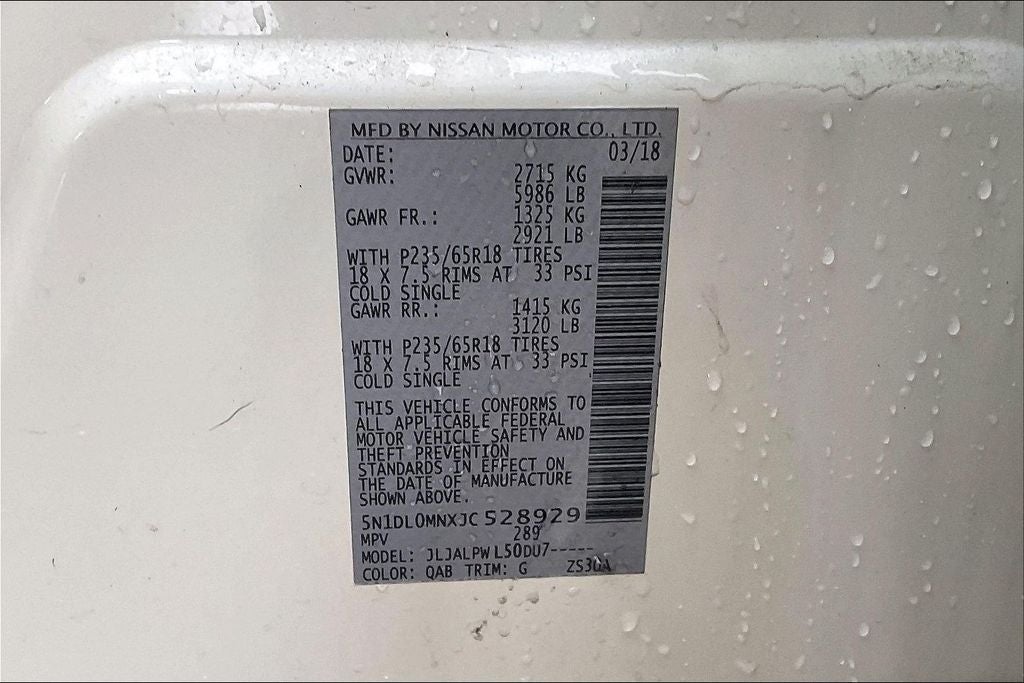 MFD BY NISSAN MOTOR CO., LTD.
DATE: 03/18
GVWR: 2715 KG
5986 LB
GAWR FR.: 1325 KG
2921 LB
WITH P235/65R18 TIRES
18 X 7.5 RIMS AT 33 PSI
COLD SINGLE
GAWR RR.: 1415 KG
3120 LB
WITH P235/65R18 TIRES
18 X 7.5 RIMS AT 33 PSI
COLD SINGLE
THIS VEHICLE CONFORMS TO
ALL APPLICABLE FEDERAL
MOTOR VEHICLE SAFETY AND
THEFT PREVENTION
STANDARDS IN EFFECT ON
THE DATE OF MANUFACTURE
SHOWN ABOVE.
5N1DL0MNXJC528929
MPV 289
MODEL: JLJALPWL50DU7-----
COLOR: QAB TRIM: G ZS30A